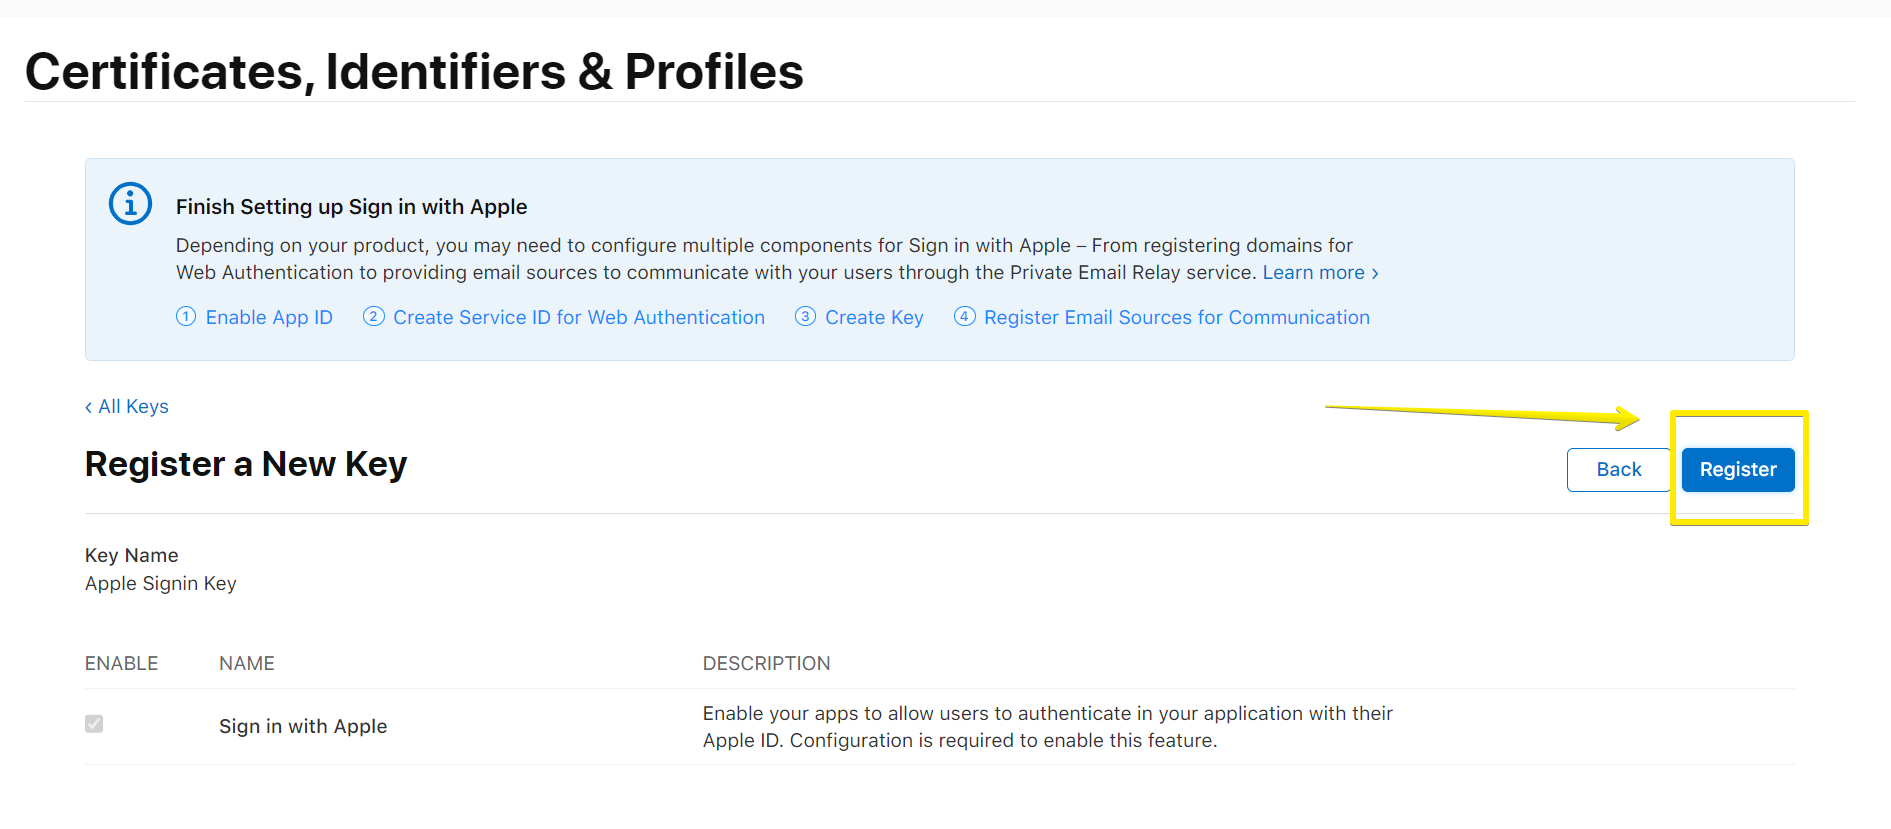 Certificates, Identifiers & Profiles
Finish Setting up Sign in with Apple
Depending on your product, you may need to configure multiple components for Sign in with Apple – From registering domains for
Web Authentication to providing email sources to communicate with your users through the Private Email Relay service. Learn more ›
1 Enable App ID 2 Create Service ID for Web Authentication 3 Create Key 4 Register Email Sources for Communication
‹ All Keys
Register a New Key
Back Register
Key Name
Apple Signin Key
ENABLE NAME DESCRIPTION
Sign in with Apple
Enable your apps to allow users to authenticate in your application with their
Apple ID. Configuration is required to enable this feature.